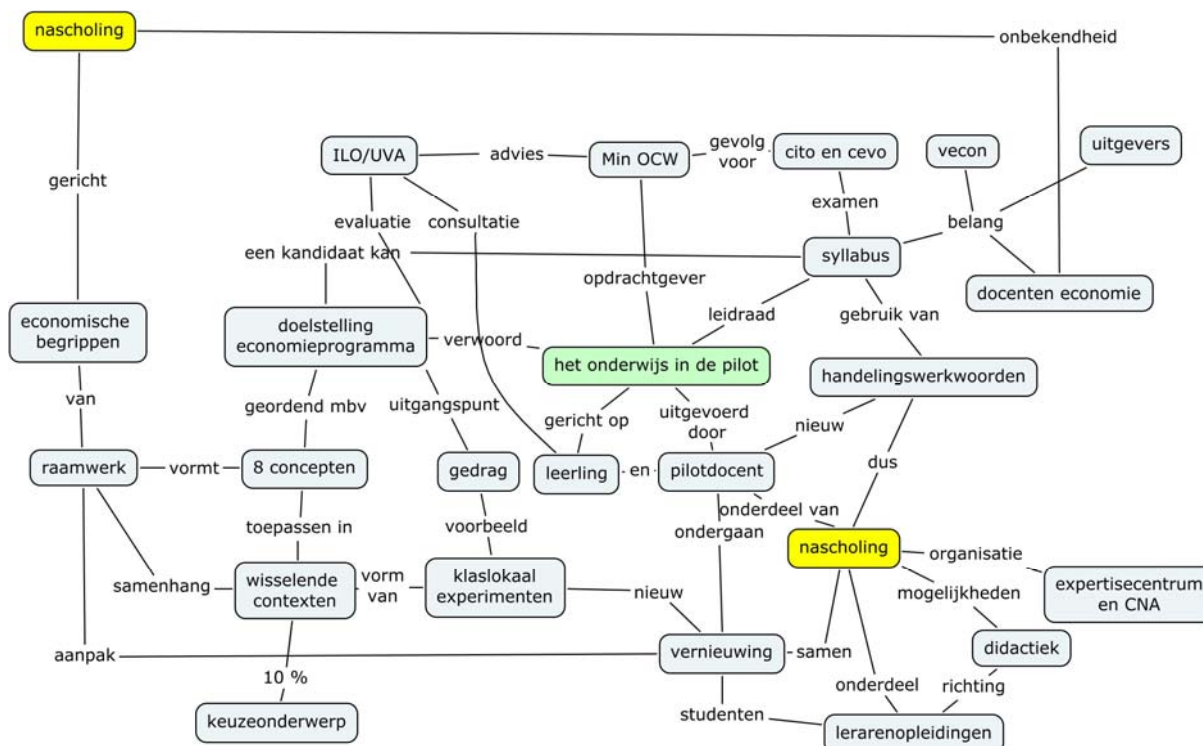 nascholing
onbekendheid
ILO/UVA
advies
Min OCW
gevolg
voor
cito en cevo
vecon
uitgevers
gericht
evaluatie
consultatie
examen
belang
een kandidaat kan
syllabus
opdrachtgever
docenten economie
economische
begrippen
doelstelling
economieprogramma
verwoord
leidraad
gebruik van
het onderwijs in de pilot
handelingswerkwoorden
van
geordend mbv
uitgangspunt
gericht op
uitgevoerd
door
nieuw
raamwerk
vormt
8 concepten
gedrag
leerling
en
pilotdocent
dus
toepassen in
voorbeeld
ondergaan
onderdeel van
nascholing
organisatie
samenhang
wisselende
contexten
vorm
van
klaslokaal
experimenten
nieuw
mogelijkheden
expertisecentrum
en CNA
aanpak
vernieuwing
samen
didactiek
10 %
onderdeel
richting
keuzeonderwerp
studenten
lerarenopleidingen